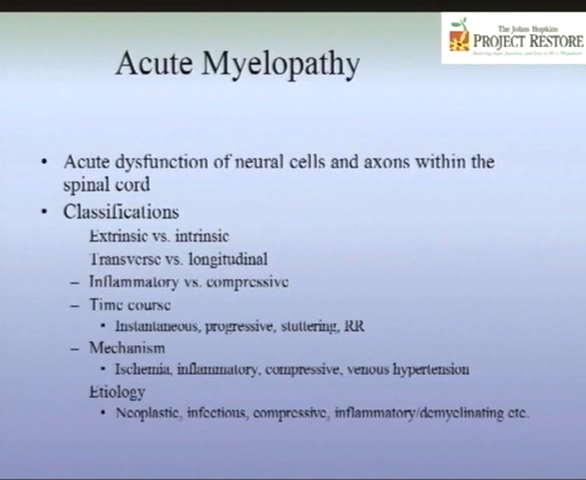 The Johns Hopkins
PROJECT RESTORE
Acute Myelopathy
• Acute dysfunction of neural cells and axons within the
spinal cord
• Classifications
Extrinsic vs. intrinsic
Transverse vs. longitudinal
– Inflammatory vs. compressive
– Time course
• Instantaneous, progressive, stuttering, RR
– Mechanism
• Ischemia, inflammatory, compressive, venous hypertension
Etiology
• Neoplastic, infectious, compressive, inflammatory/demyelinating etc.